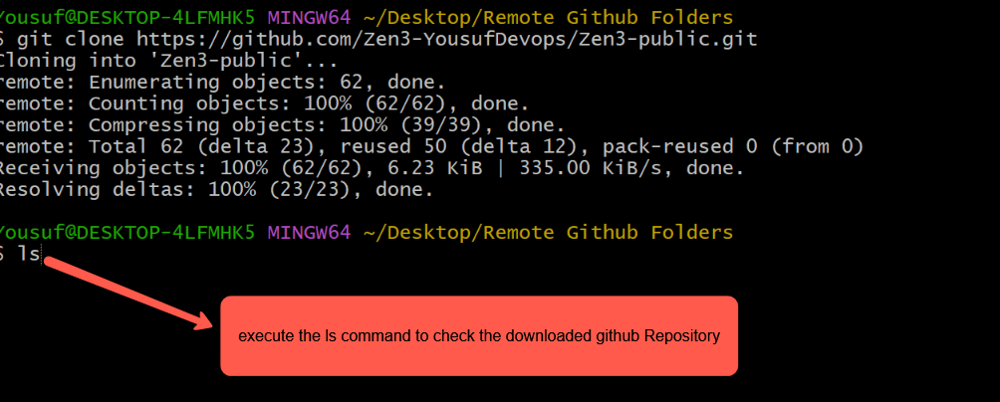 Yousuf@DESKTOP-4LFMHK5 MINGW64 ~/Desktop/Remote Github Folders
$ git clone https://github.com/Zen3-YousufDevops/Zen3-public.git
Cloning into 'Zen3-public'...
remote: Enumerating objects: 62, done.
remote: Counting objects: 100% (62/62), done.
remote: Compressing objects: 100% (39/39), done.
remote: Total 62 (delta 23), reused 50 (delta 12), pack-reused 0 (from 0)
Receiving objects: 100% (62/62), 6.23 KiB | 335.00 KiB/s, done.
Resolving deltas: 100% (23/23), done.
Yousuf@DESKTOP-4LFMHK5 MINGW64 ~/Desktop/Remote Github Folders
$ ls
execute the ls command to check the downloaded github Repository